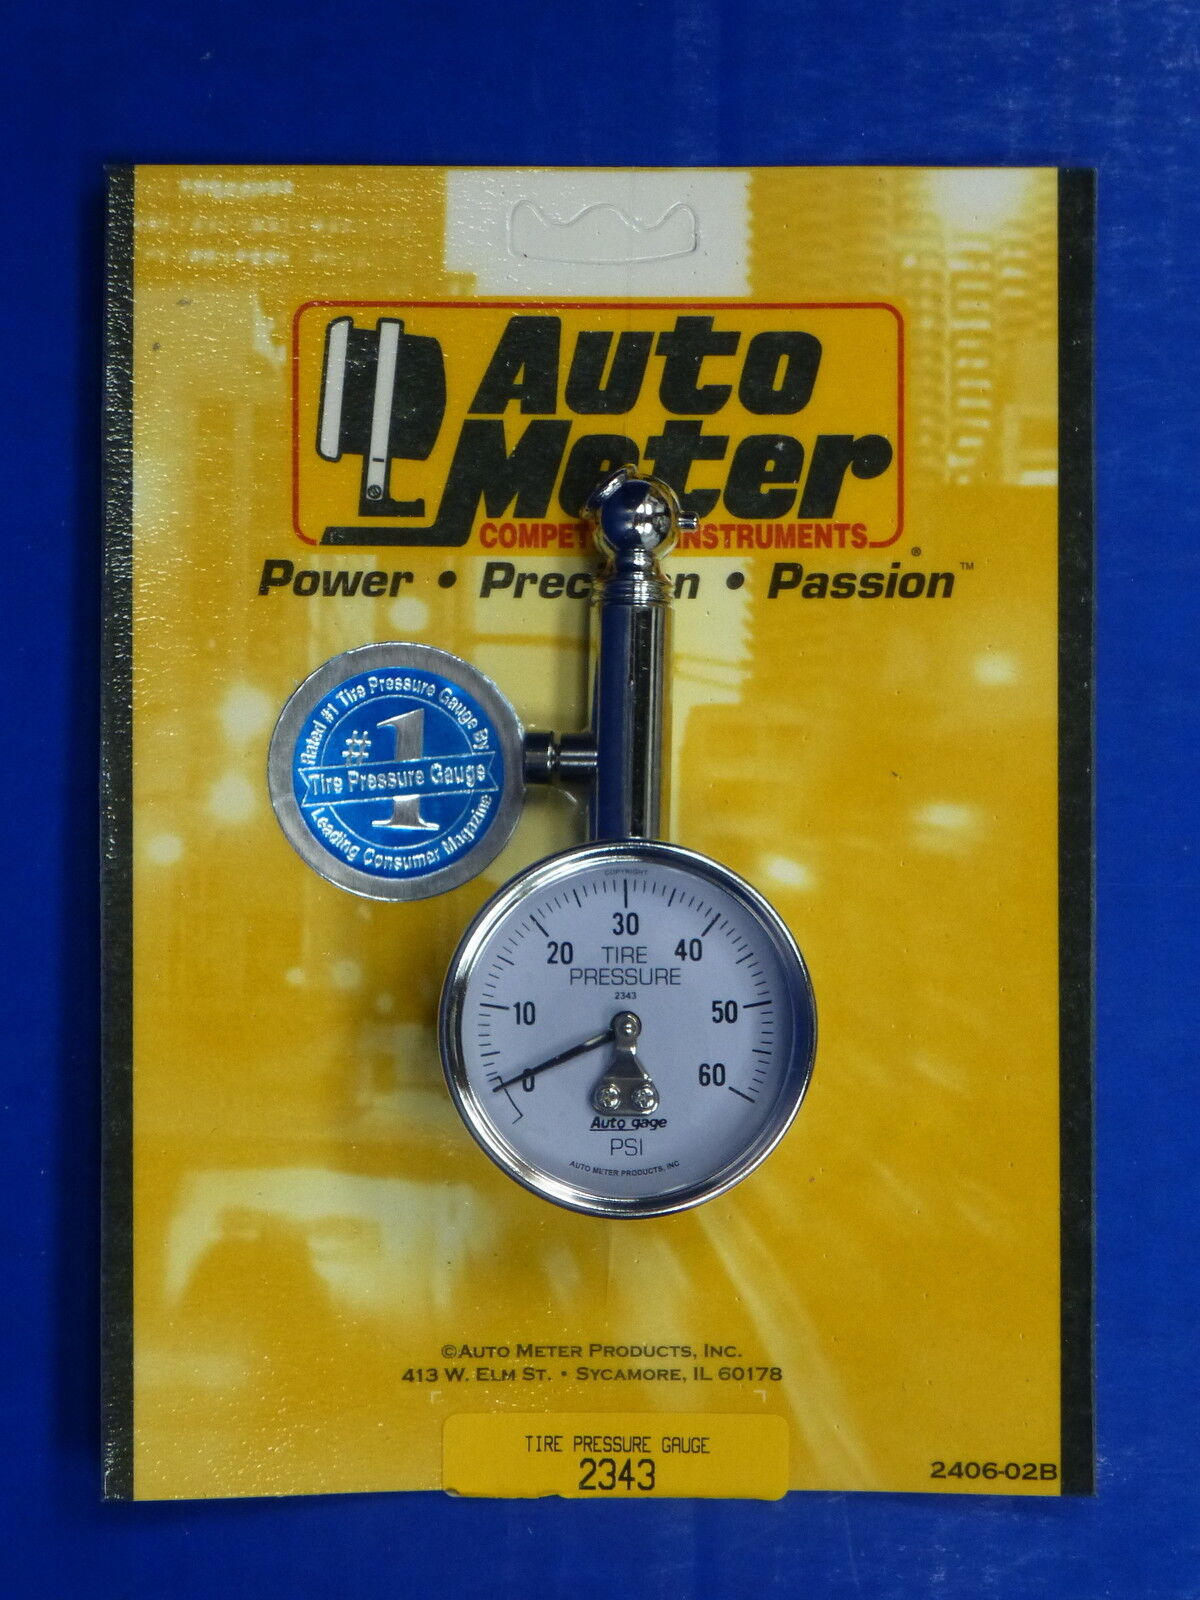 Auto
Meter
COMPET INSTRUMENTS
®
Power • Prec n • Passion™
Rated #1 Tire Pressure Gauge By
#1
Tire Pressure Gauge
Leading Consumer Magazine
COPYRIGHT
0 10 20 30 40 50 60
TIRE
PRESSURE
2343
Auto gage
PSI
AUTO METER PRODUCTS, INC
©AUTO METER PRODUCTS, INC.
413 W. ELM ST. • SYCAMORE, IL 60178
TIRE PRESSURE GAUGE
2343
2406-02B